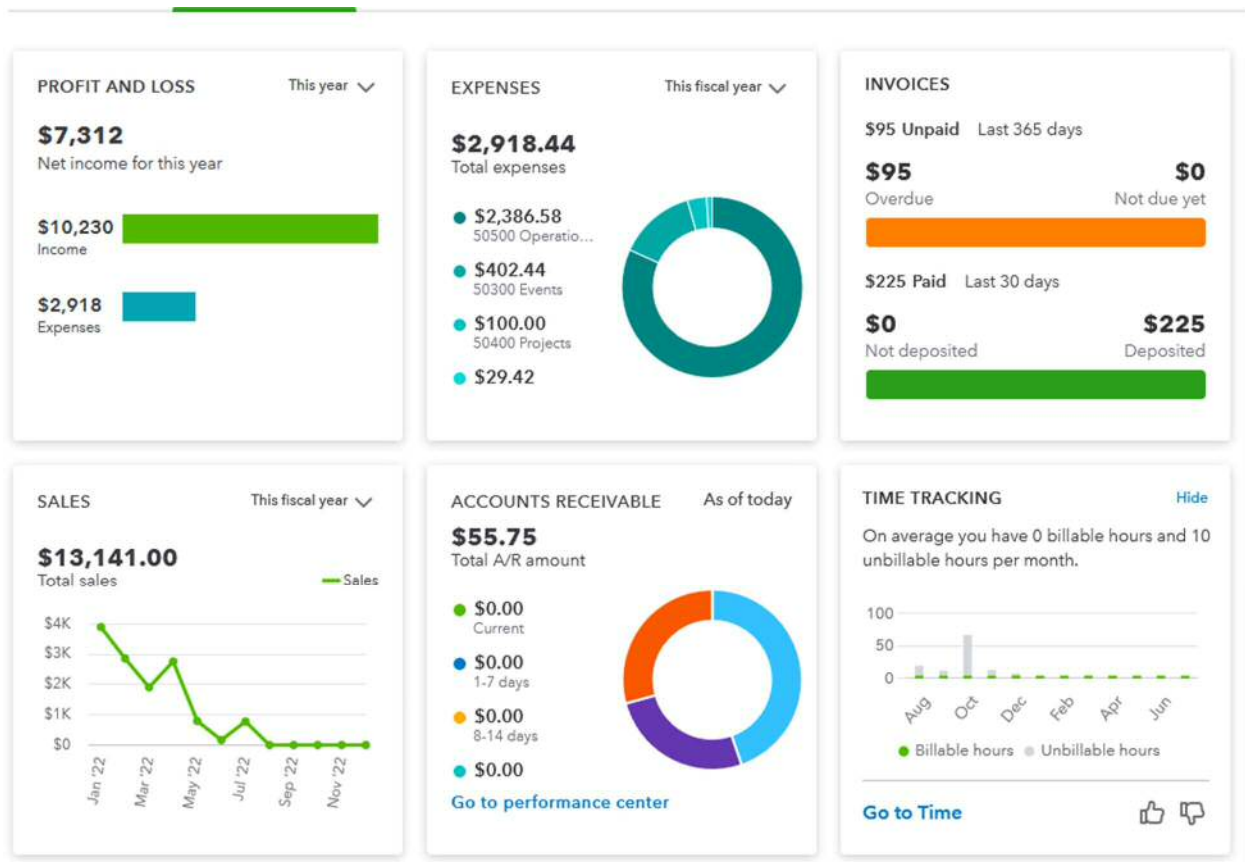 PROFIT AND LOSS This year
$7,312
Net income for this year
$10,230
Income
$2,918
Expenses
EXPENSES This fiscal year
$2,918.44
Total expenses
$2,386.58
50500 Operatio...
$402.44
50300 Events
$100.00
50400 Projects
$29.42
INVOICES
$95 Unpaid Last 365 days
$95 $0
Overdue Not due yet
$225 Paid Last 30 days
$0 $225
Not deposited Deposited
SALES This fiscal year
$13,141.00
Total sales
Sales
$4K
$3K
$2K
$1K
$0
Jan '22 Mar '22 May '22 Jul '22 Sep '22 Nov '22
ACCOUNTS RECEIVABLE As of today
$55.75
Total A/R amount
$0.00
Current
$0.00
1-7 days
$0.00
8-14 days
$0.00
Go to performance center
TIME TRACKING Hide
On average you have 0 billable hours and 10
unbillable hours per month.
100
50
0
Aug Oct Dec Feb Apr Jun
Billable hours Unbillable hours
Go to Time